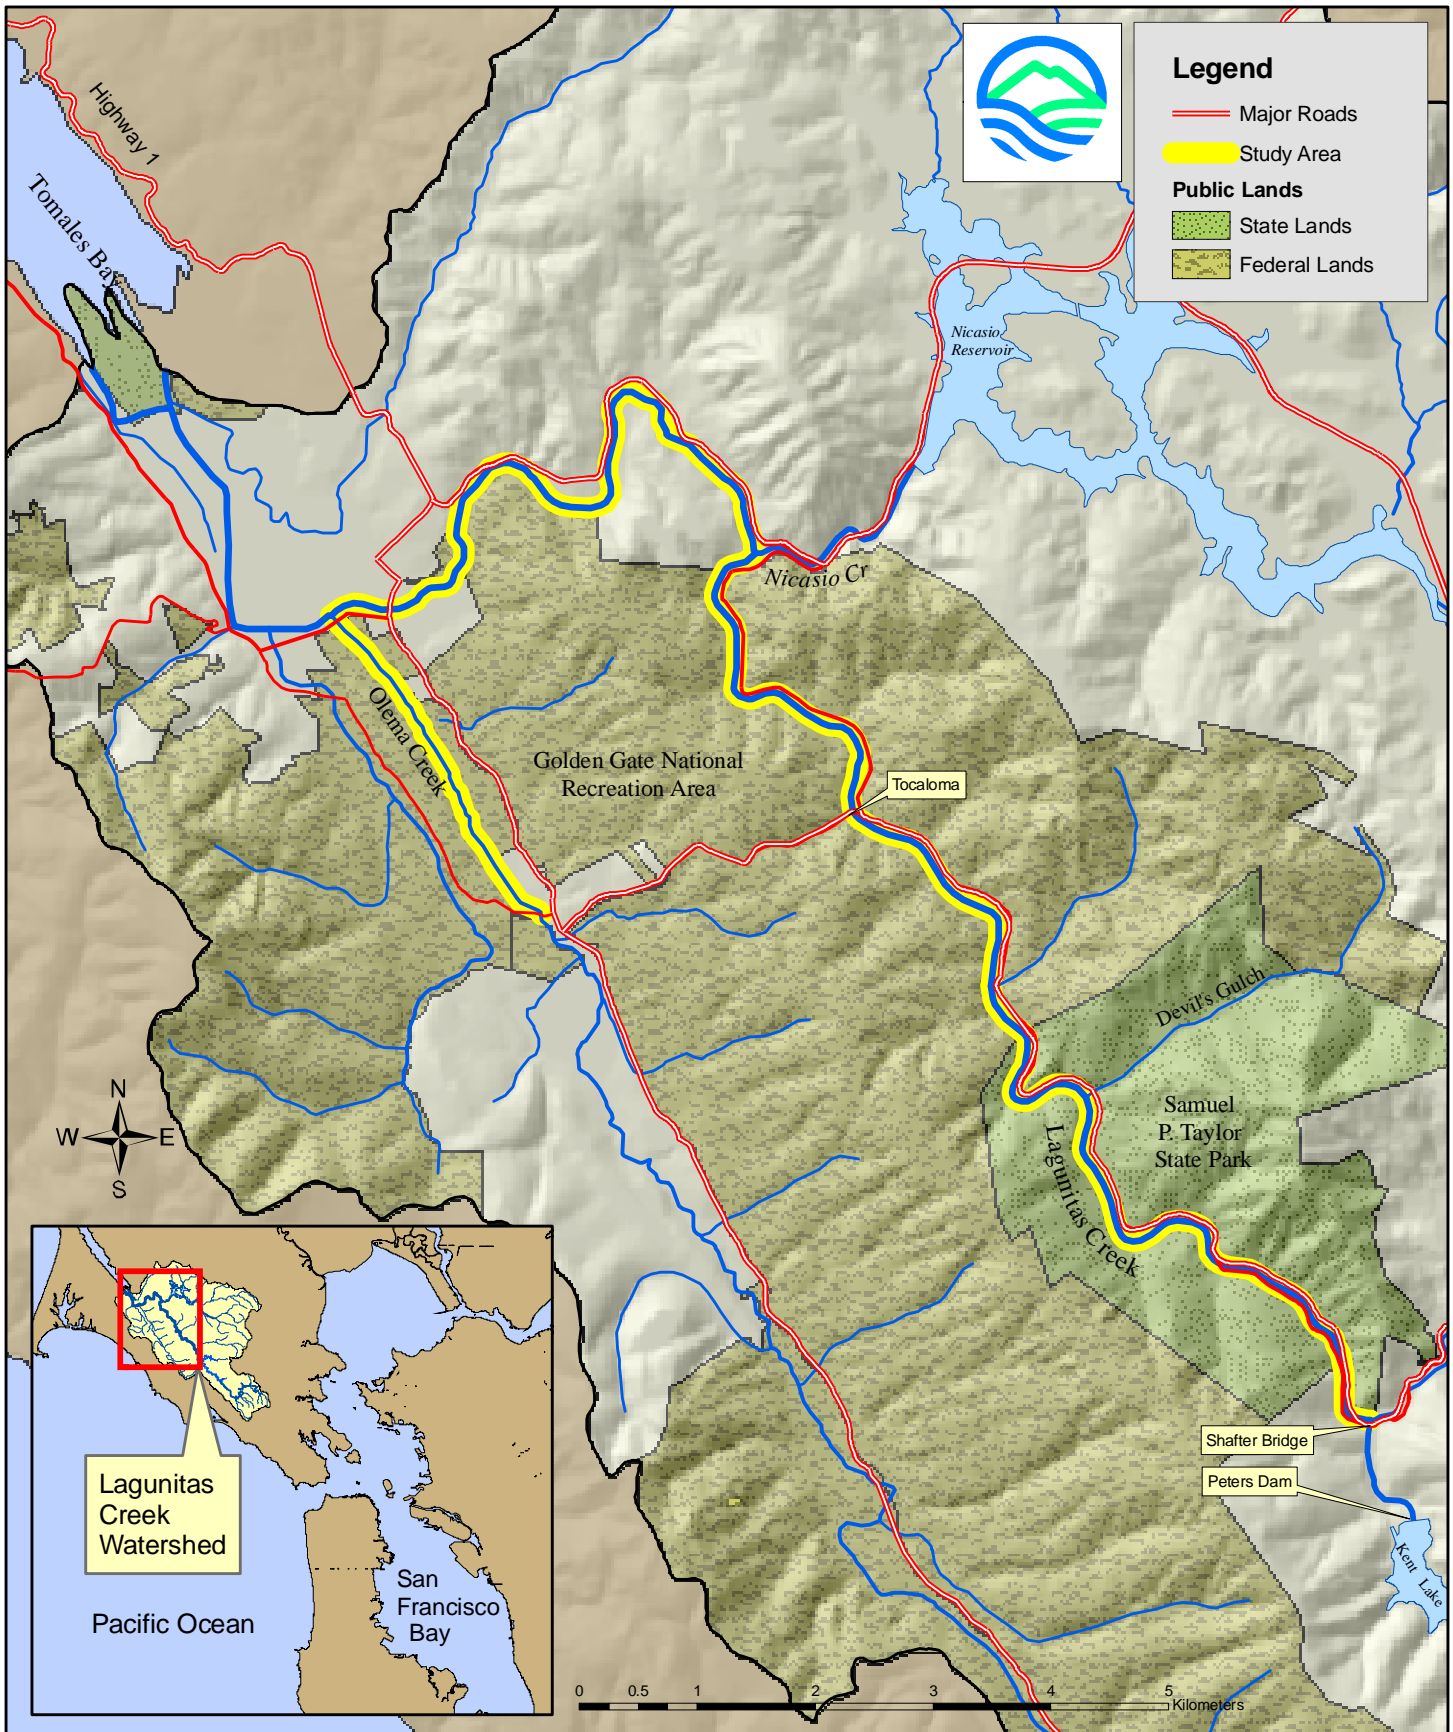 Legend
Major Roads
Study Area
Public Lands
State Lands
Federal Lands
Highway 1
Tomales Bay
Nicasio
Reservoir
Nicasio Cr
Olema Creek
Golden Gate National
Recreation Area
Tocaloma
Devil's Gulch
Samuel
P. Taylor
State Park
Lagunitas Creek
N
W
E
S
Shafter Bridge
Peters Dam
Kent Lake
Lagunitas
Creek
Watershed
Pacific Ocean
San
Francisco
Bay
0 0.5 1 2 3 4 5
Kilometers